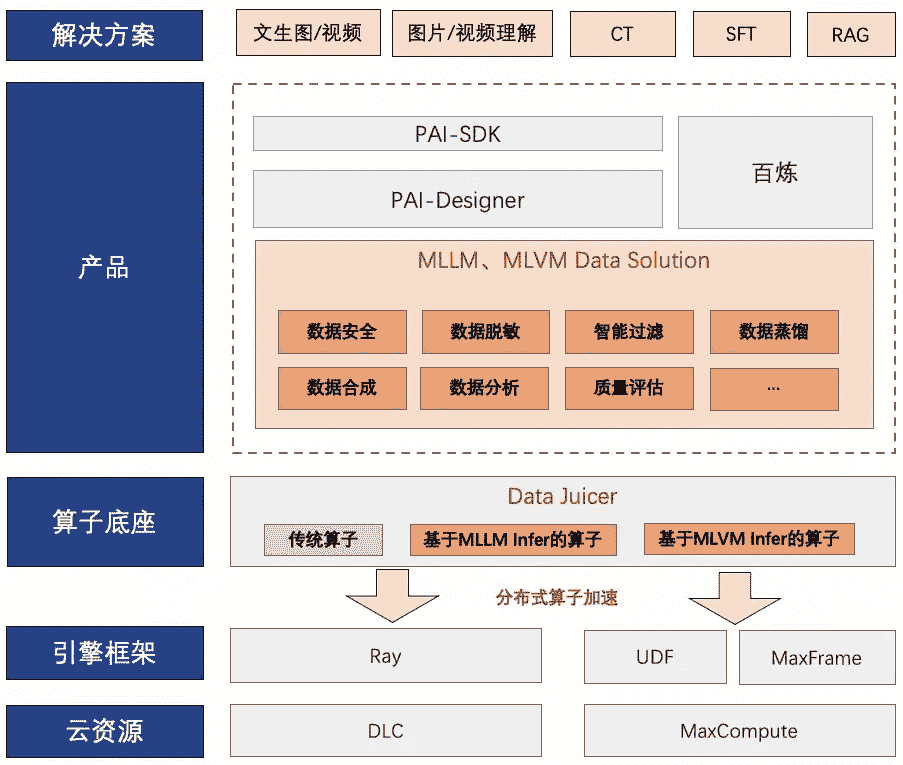 解决方案
文生图/视频
图片/视频理解
CT
SFT
RAG
产品
PAI-SDK
PAI-Designer
百炼
MLLM、MLVM Data Solution
数据安全
数据脱敏
智能过滤
数据蒸馏
数据合成
数据分析
质量评估
...
算子底座
Data Juicer
传统算子
基于MLLM Infer的算子
基于MLVM Infer的算子
分布式算子加速
引擎框架
Ray
UDF
MaxFrame
云资源
DLC
MaxCompute